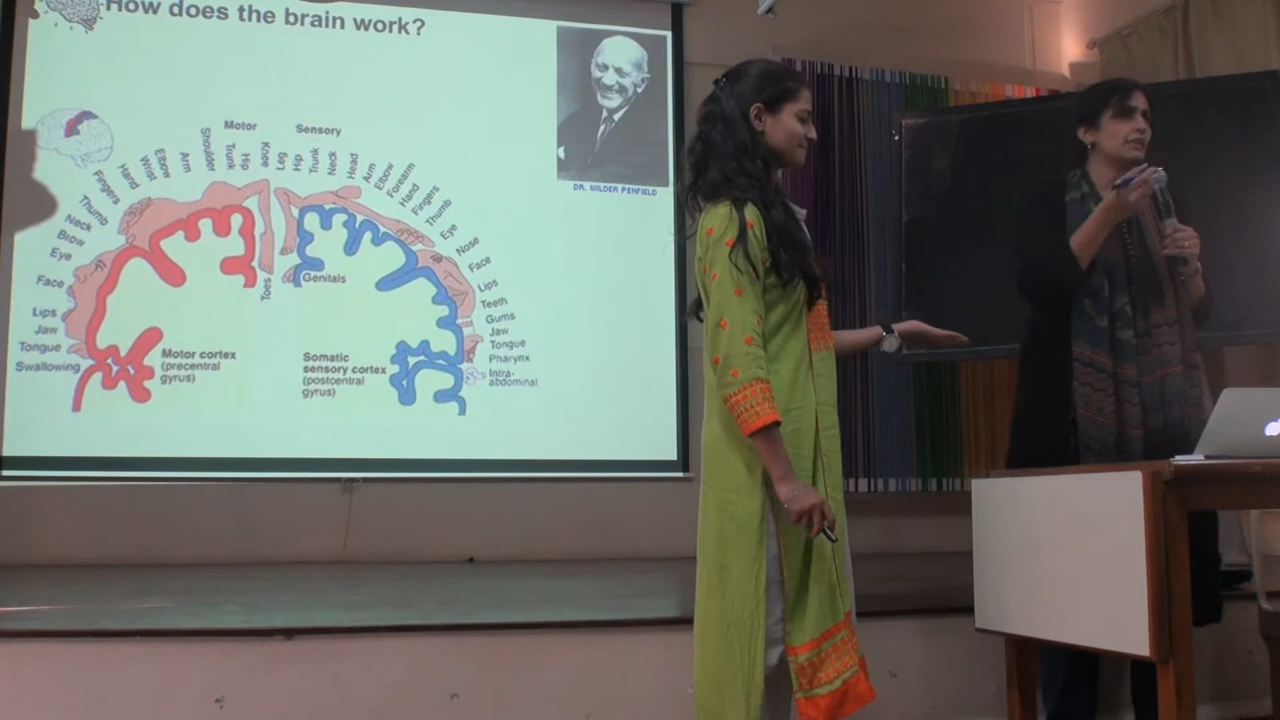 How does the brain work?
DR. WILDER PENFIELD
Motor
Sensory
Swallowing
Tongue
Jaw
Lips
Face
Eye
Brow
Neck
Thumb
Fingers
Hand
Wrist
Elbow
Arm
Shoulder
Trunk
Hip
Knee
Toes
Leg
Hip
Trunk
Neck
Head
Arm
Elbow
Forearm
Hand
Fingers
Thumb
Eye
Nose
Face
Lips
Teeth
Gums
Jaw
Tongue
Pharynx
Intra-
abdominal
Genitals
Motor cortex
(precentral
gyrus)
Somatic
sensory cortex
(postcentral
gyrus)